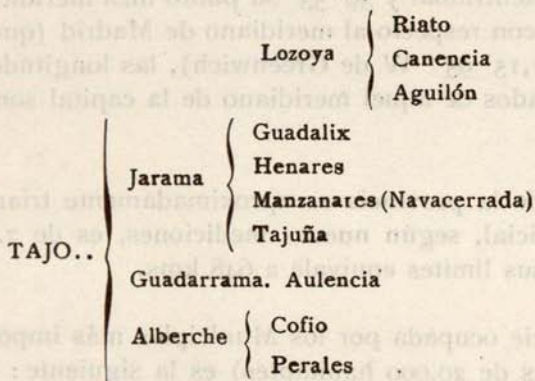 Riato
Lozoya Canencia
Aguilón
Guadalix
Henares
Jarama
Manzanares (Navacerrada)
Tajuña
TAJO..
Guadarrama. Aulencia
Cofio
Alberche
Perales